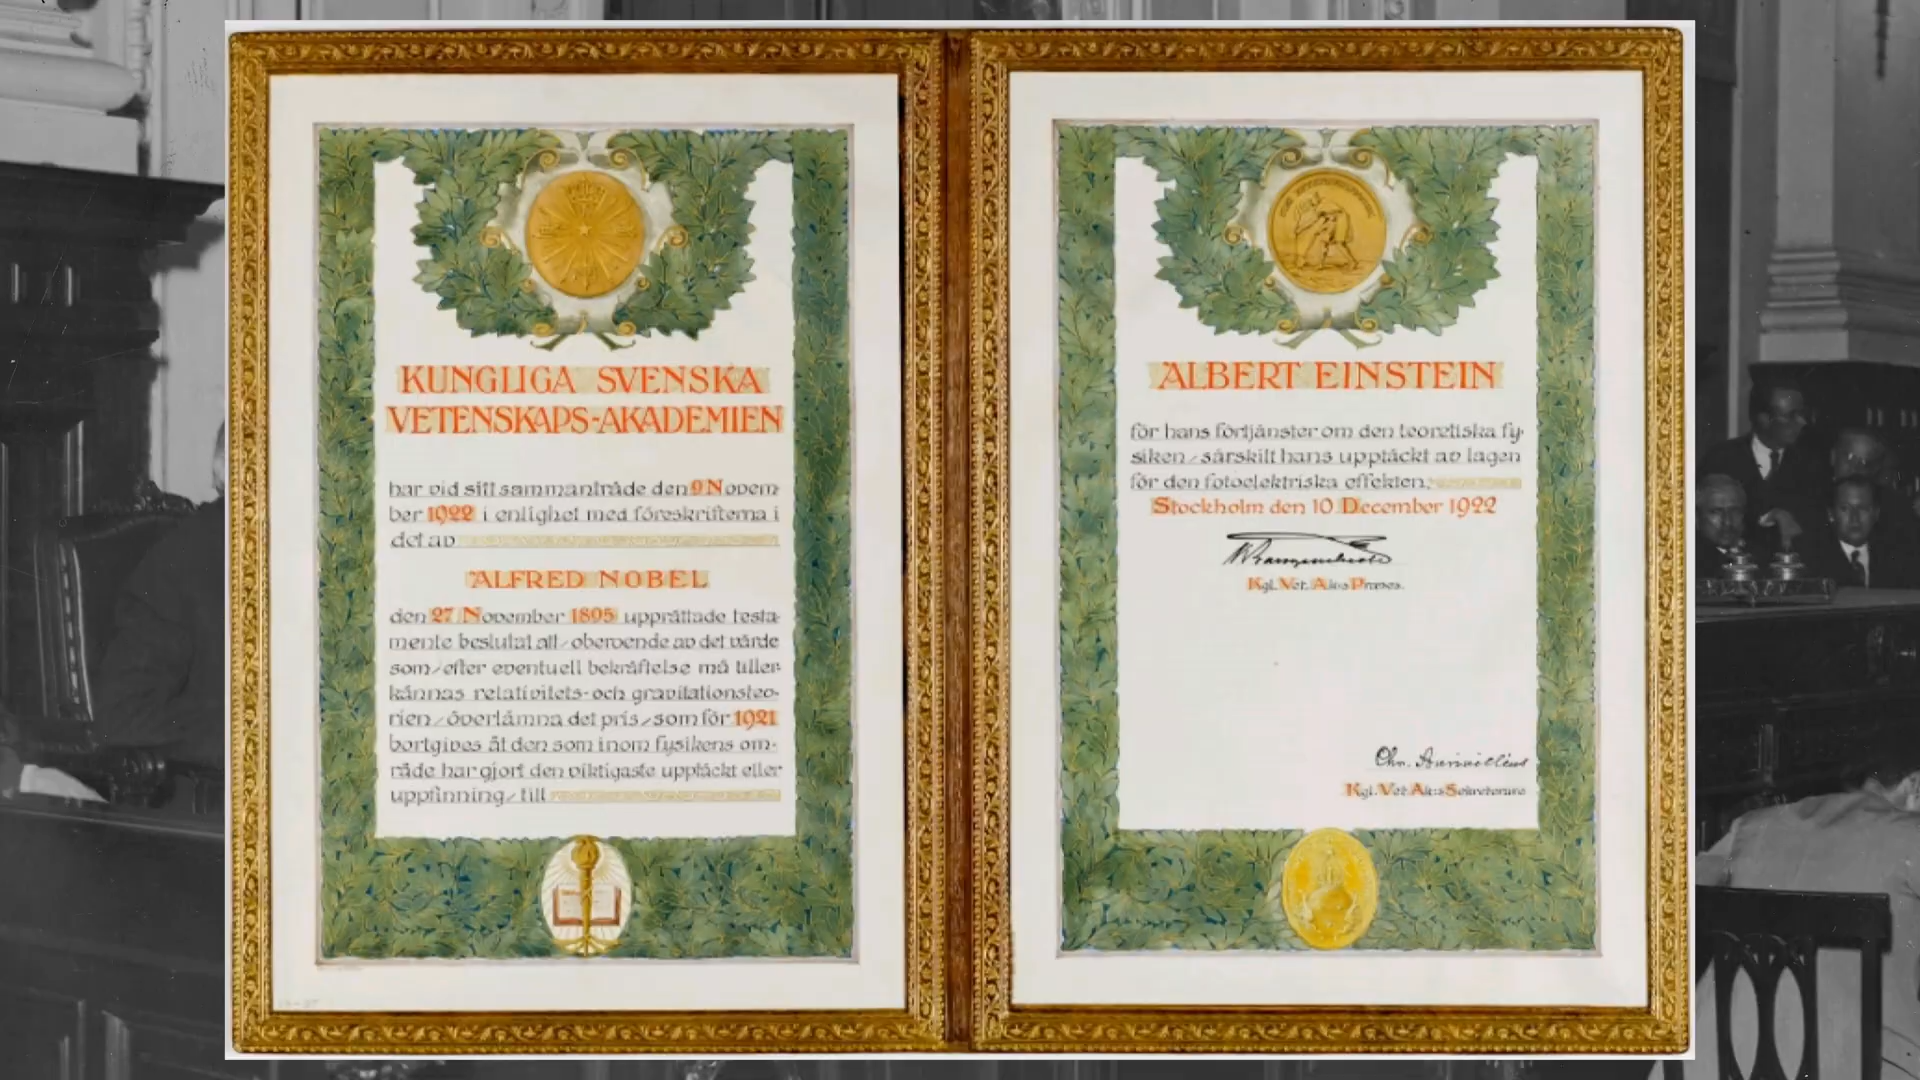 KUNGLIGA SVENSKA
VETENSKAPS-AKADEMIEN
har vid sitt sammanträde den 9 Novem-
ber 1922 i enlighet med föreskrifterna i
det av
ALFRED NOBEL
den 27 November 1895 upprättade testa-
mente beslutat att, oberoende av det värde
som, efter eventuell bekräftelse må tiller-
kännas relativitets- och gravitationsteo-
rien, överlämna det pris, som för 1921
bortgives åt den som inom fysikens om-
råde har gjort den viktigaste upptäckt eller
uppfinning, till
ALBERT EINSTEIN
för hans förtjänster om den teoretiska fy-
siken, särskilt hans upptäckt av lagen
för den fotoelektriska effekten.
Stockholm den 10 December 1922
Kgl. Vet. Ak:s Præses.
Chr. Aurivillius
Kgl. Vet. Ak:s Sekreterare